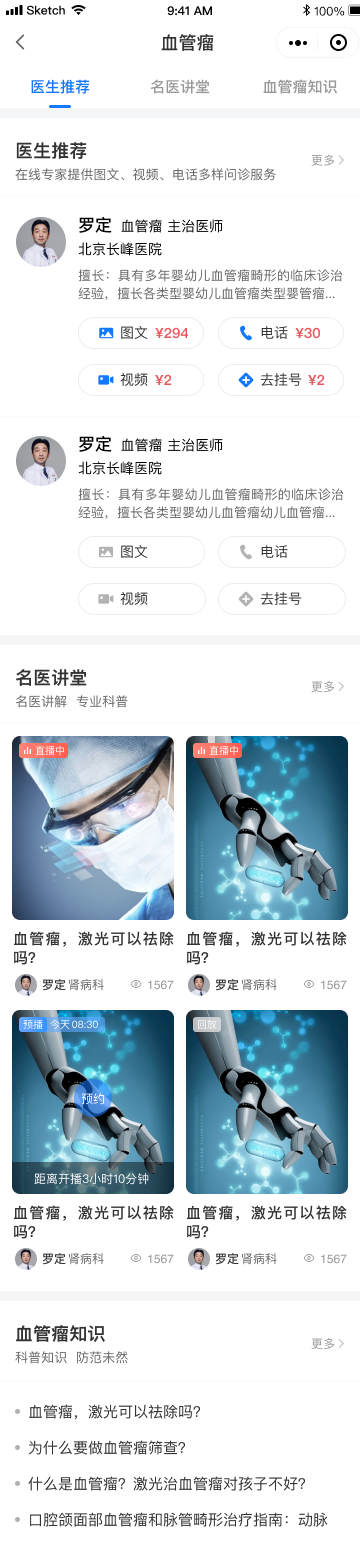 Sketch 9:41 AM 100%
血管瘤
医生推荐 名医讲堂 血管瘤知识
医生推荐
更多
在线专家提供图文、视频、电话多样问诊服务
罗定 血管瘤 主治医师
北京长峰医院
擅长：具有多年婴幼儿血管瘤畸形的临床诊治
经验，擅长各类型婴幼儿血管瘤类型婴管瘤...
图文 ¥294 电话 ¥30
视频 ¥2 去挂号 ¥2
罗定 血管瘤 主治医师
北京长峰医院
擅长：具有多年婴幼儿血管瘤畸形的临床诊治
经验，擅长各类型婴幼儿血管瘤幼儿血管瘤...
图文 电话
视频 去挂号
名医讲堂
更多
名医讲解 专业科普
直播中
直播中
血管瘤，激光可以祛除
吗?
血管瘤，激光可以祛除
吗?
罗定 肾病科 1567
罗定 肾病科 1567
预播 今天 08:30
回放
预约
距离开播3小时10分钟
血管瘤，激光可以祛除
吗?
血管瘤，激光可以祛除
吗?
罗定 肾病科 1567
罗定 肾病科 1567
血管瘤知识
更多
科普知识 防范未然
血管瘤，激光可以祛除吗?
为什么要做血管瘤筛查?
什么是血管瘤？激光治血管瘤对孩子不好?
口腔颌面部血管瘤和脉管畸形治疗指南：动脉